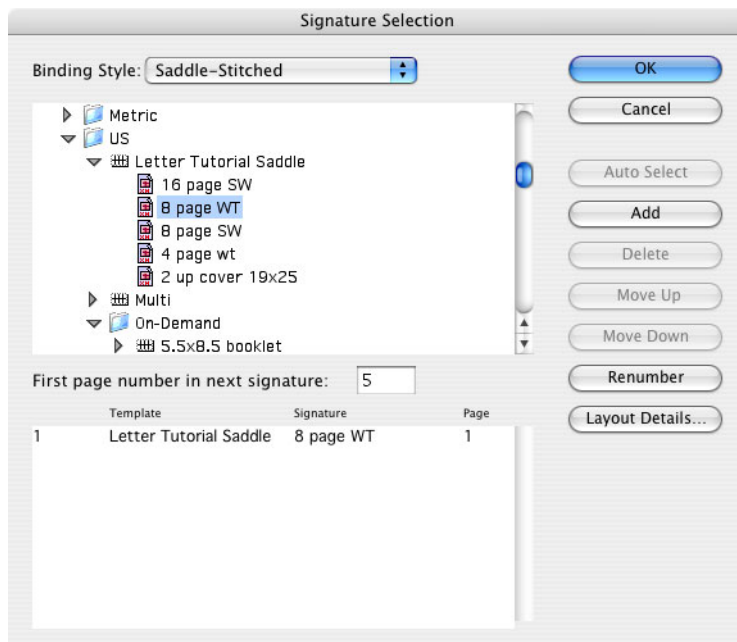 Signature Selection
Binding Style: Saddle-Stitched
Metric
US
Letter Tutorial Saddle
16 page SW
8 page WT
8 page SW
4 page wt
2 up cover 19x25
Multi
On-Demand
5.5x8.5 booklet
First page number in next signature: 5
Template Signature Page
1 Letter Tutorial Saddle 8 page WT 1
OK
Cancel
Auto Select
Add
Delete
Move Up
Move Down
Renumber
Layout Details...